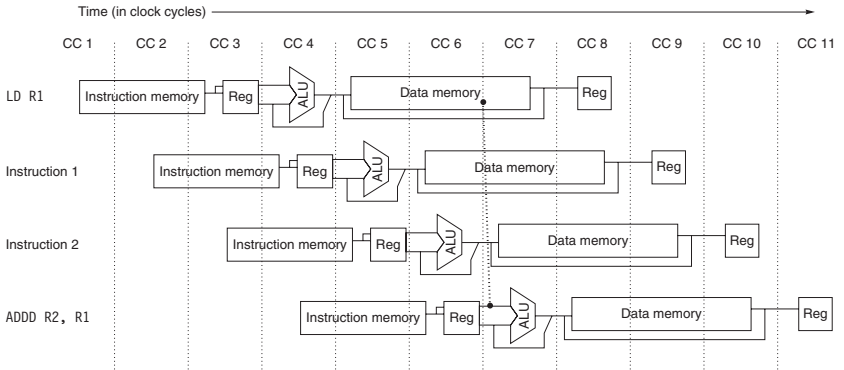 Time (in clock cycles)
CC 1 CC 2 CC 3 CC 4 CC 5 CC 6 CC 7 CC 8 CC 9 CC 10 CC 11
LD R1 Instruction memory Reg ALU Data memory Reg
Instruction 1 Instruction memory Reg ALU Data memory Reg
Instruction 2 Instruction memory Reg ALU Data memory Reg
ADDD R2, R1 Instruction memory Reg ALU Data memory Reg